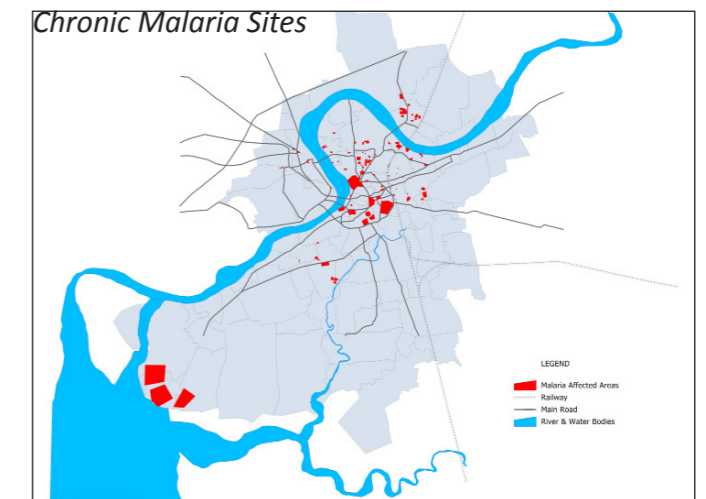 Chronic Malaria Sites
LEGEND
Malaria Affected Areas
Railway
Main Road
River & Water Bodies